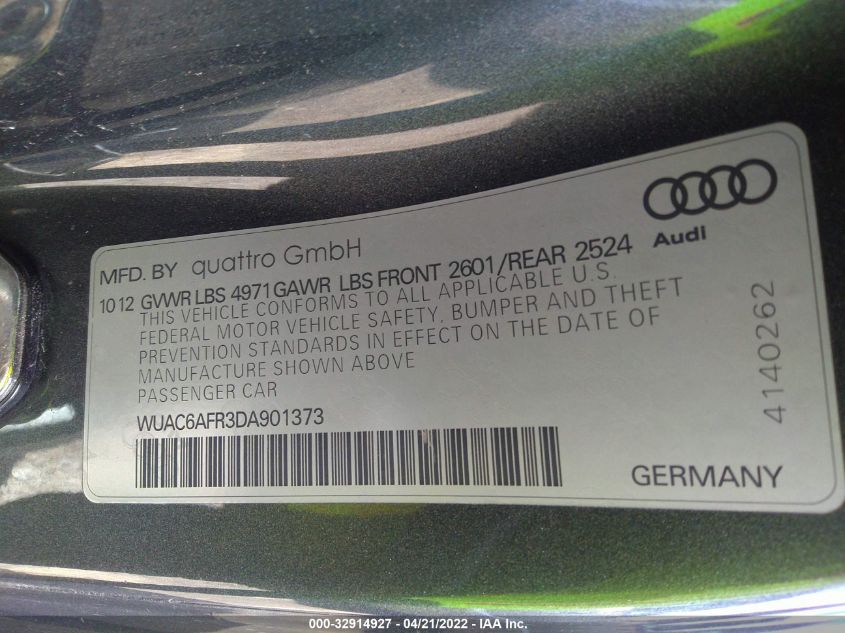 MFD. BY quattro GmbH
Audi
10 12 GVWR LBS 4971 GAWR LBS FRONT 2601/REAR 2524
THIS VEHICLE CONFORMS TO ALL APPLICABLE U.S.
FEDERAL MOTOR VEHICLE SAFETY, BUMPER AND THEFT
PREVENTION STANDARDS IN EFFECT ON THE DATE OF
MANUFACTURE SHOWN ABOVE
PASSENGER CAR
WUAC6AFR3DA901373
4140262
GERMANY
000-32914927 - 04/21/2022 - IAA Inc.